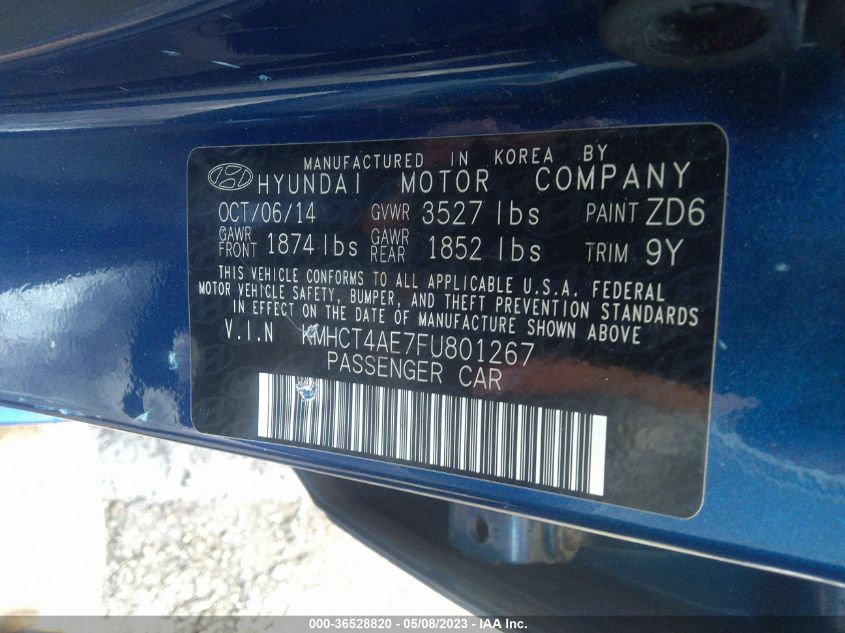 MANUFACTURED IN KOREA BY
HYUNDAI MOTOR COMPANY
OCT/06/14 GVWR 3527 lbs PAINT ZD6
GAWR FRONT 1874 lbs GAWR REAR 1852 lbs TRIM 9Y
THIS VEHICLE CONFORMS TO ALL APPLICABLE U.S.A. FEDERAL
MOTOR VEHICLE SAFETY, BUMPER, AND THEFT PREVENTION STANDARDS
IN EFFECT ON THE DATE OF MANUFACTURE SHOWN ABOVE.
V.I.N KMHCT4AE7FU801267
PASSENGER CAR
000-36528820 - 05/08/2023 - IAA Inc.